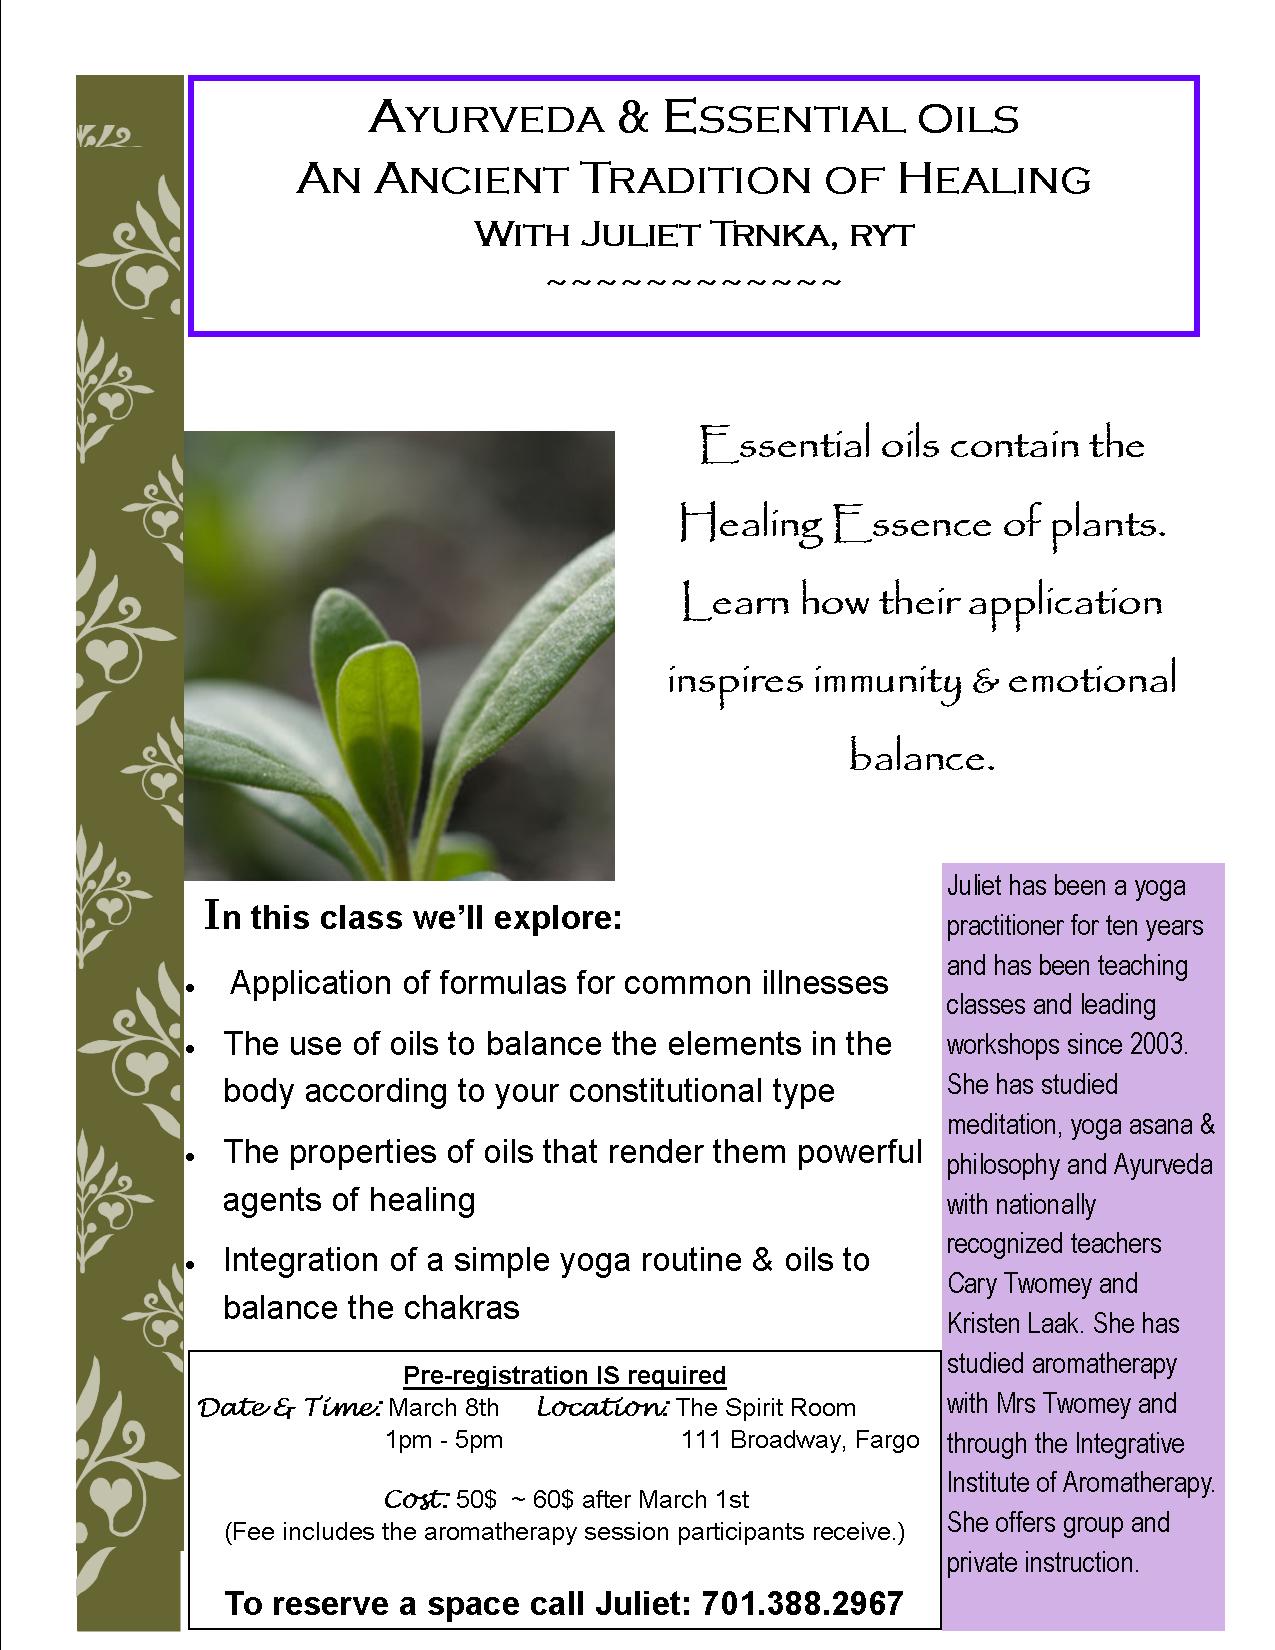 AYURVEDA & ESSENTIAL OILS
AN ANCIENT TRADITION OF HEALING
WITH JULIET TRNKA, RYT
~~~~~~~~~~~~
Essential oils contain the
Healing Essence of plants.
Learn how their application
inspires immunity & emotional
balance.
In this class we’ll explore:
• Application of formulas for common illnesses
• The use of oils to balance the elements in the
body according to your constitutional type
• The properties of oils that render them powerful
agents of healing
• Integration of a simple yoga routine & oils to
balance the chakras
Pre-registration IS required
Date & Time: March 8th Location: The Spirit Room
1pm - 5pm 111 Broadway, Fargo
Cost: 50$ ~ 60$ after March 1st
(Fee includes the aromatherapy session participants receive.)
To reserve a space call Juliet: 701.388.2967
Juliet has been a yoga
practitioner for ten years
and has been teaching
classes and leading
workshops since 2003.
She has studied
meditation, yoga asana &
philosophy and Ayurveda
with nationally
recognized teachers
Cary Twomey and
Kristen Laak. She has
studied aromatherapy
with Mrs Twomey and
through the Integrative
Institute of Aromatherapy.
She offers group and
private instruction.